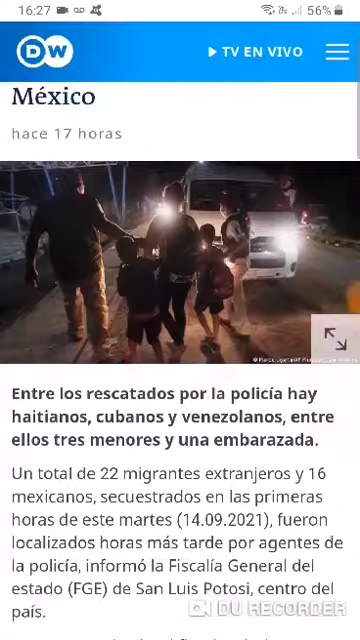 16:27
56%
DW
TV EN VIVO
México
hace 17 horas
Entre los rescatados por la policía hay
haitianos, cubanos y venezolanos, entre
ellos tres menores y una embarazada.
Un total de 22 migrantes extranjeros y 16
mexicanos, secuestrados en las primeras
horas de este martes (14.09.2021), fueron
localizados horas más tarde por agentes de
la policía, informó la Fiscalía General del
estado (FGE) de San Luis Potosi, centro del
país.
DU RECORDER